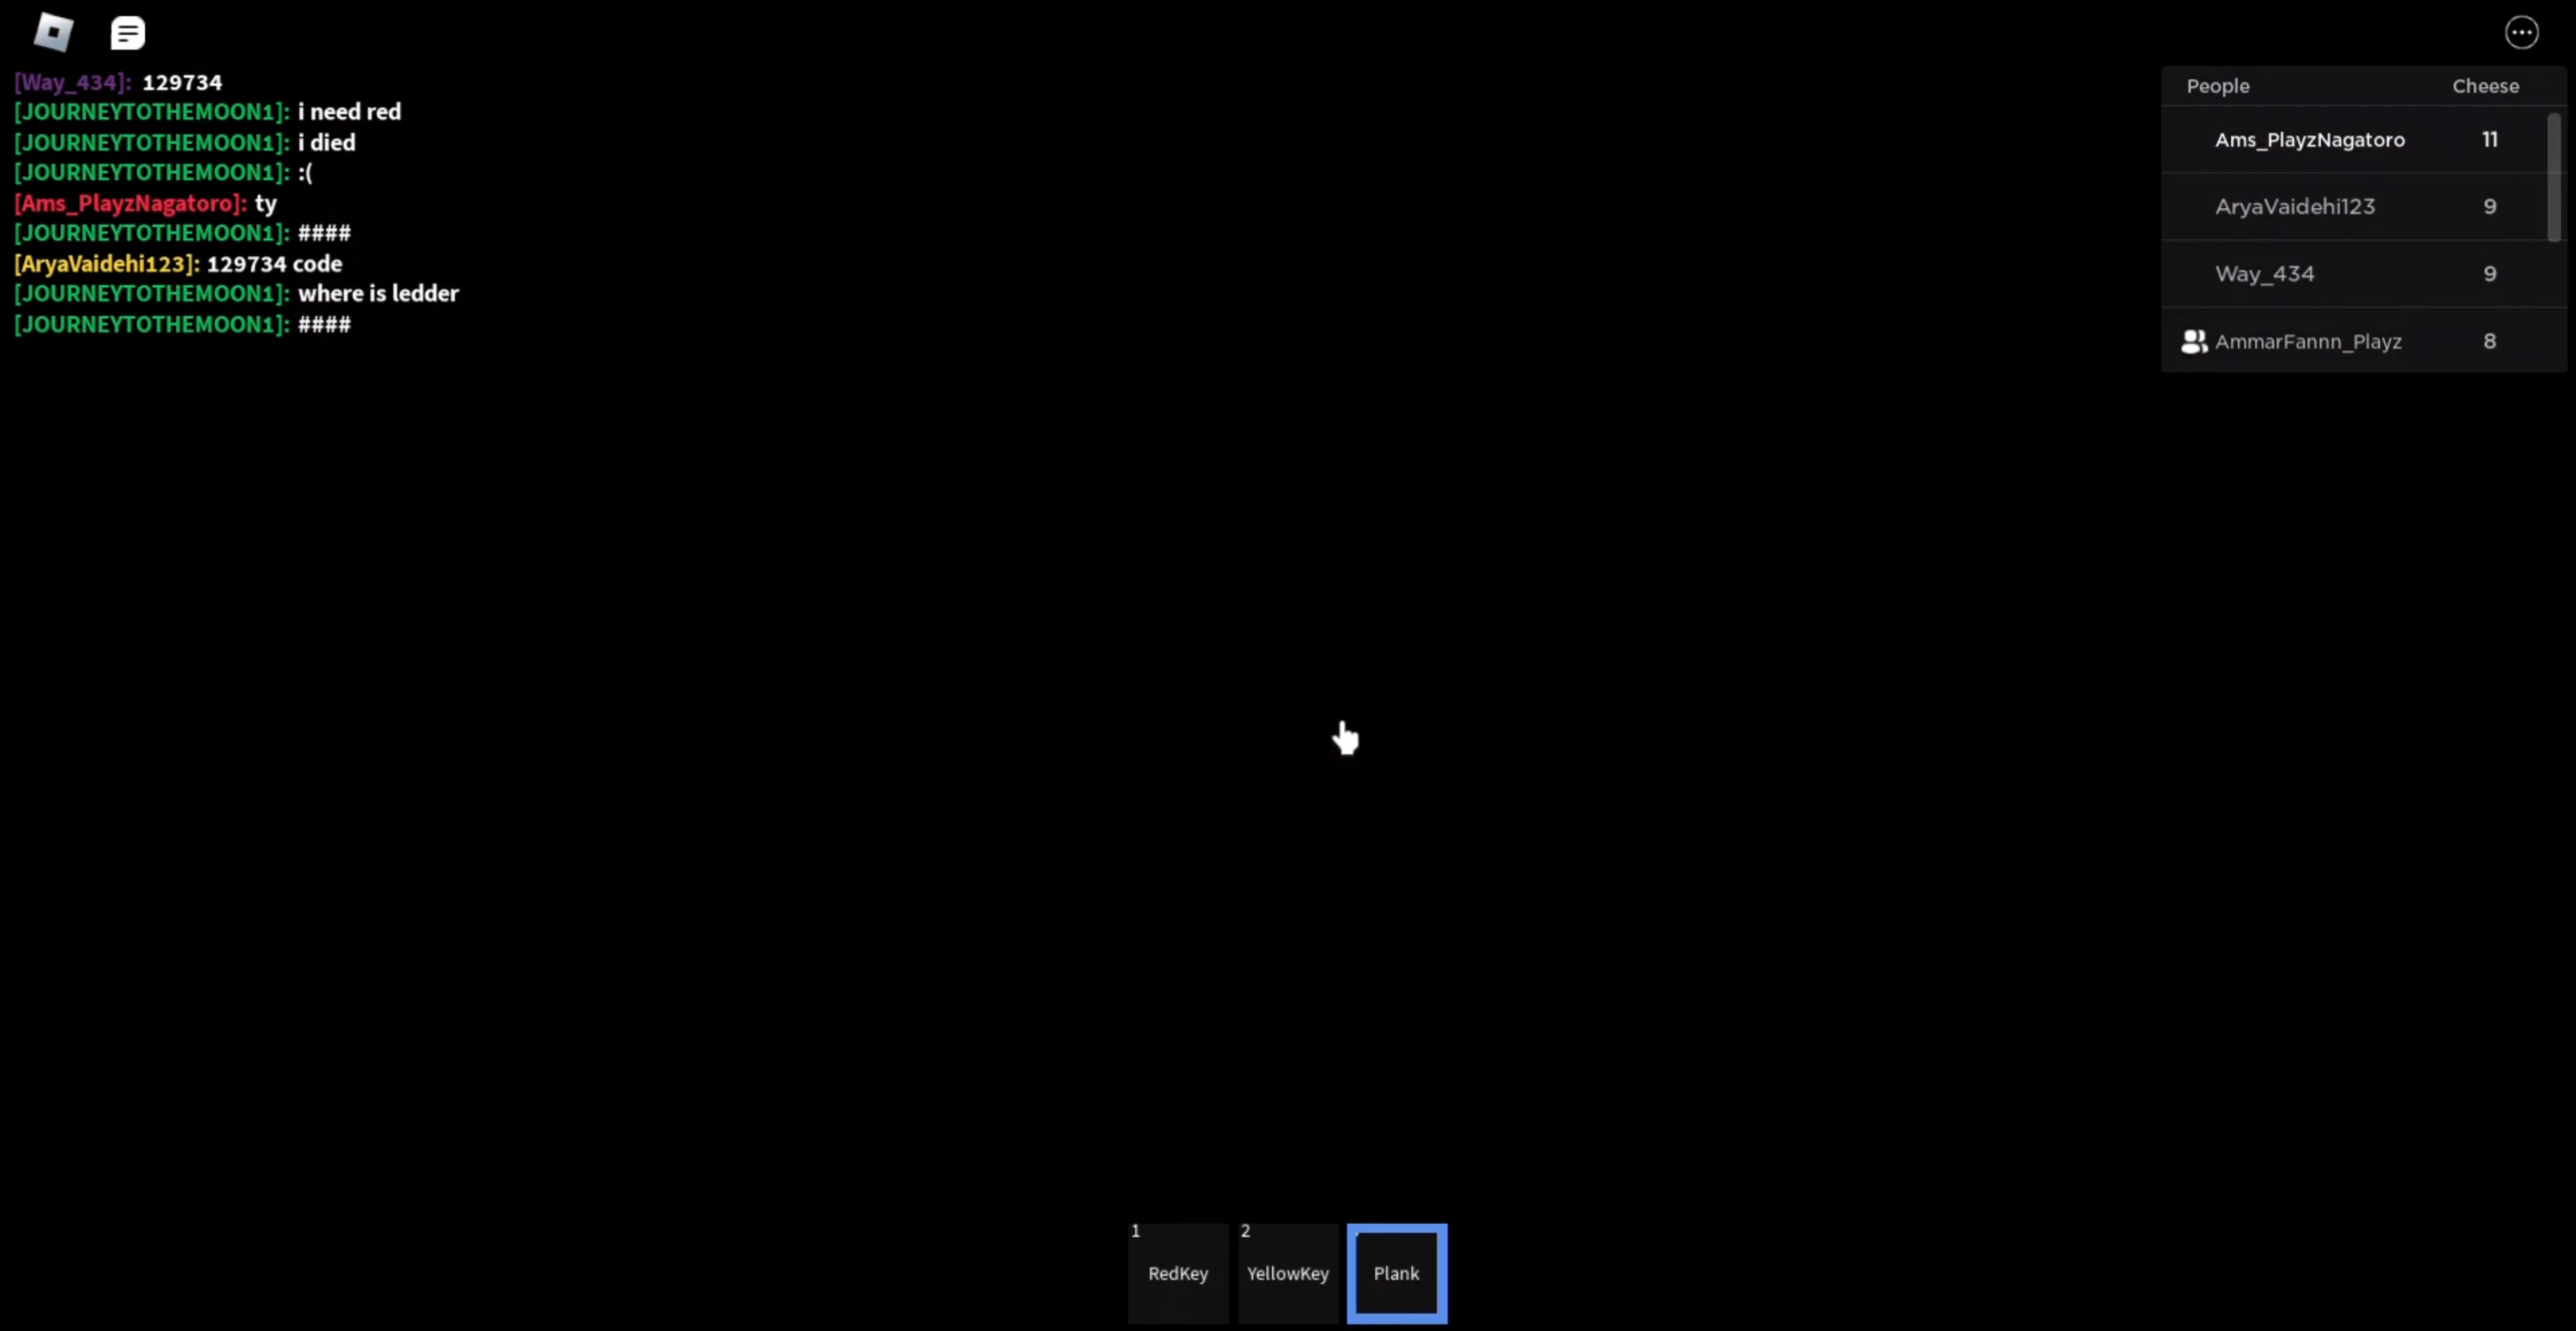 [Way_434]: 129734
[JOURNEYTOTHEMOON1]: i need red
[JOURNEYTOTHEMOON1]: i died
[JOURNEYTOTHEMOON1]: :(
[Ams_PlayzNagatoro]: ty
[JOURNEYTOTHEMOON1]: ####
[AryaVaidehi123]: 129734 code
[JOURNEYTOTHEMOON1]: where is ledder
[JOURNEYTOTHEMOON1]: ####
People Cheese
Ams_PlayzNagatoro 11
AryaVaidehi123 9
Way_434 9
AmmarFannn_Playz 8
1 RedKey
2 YellowKey
Plank